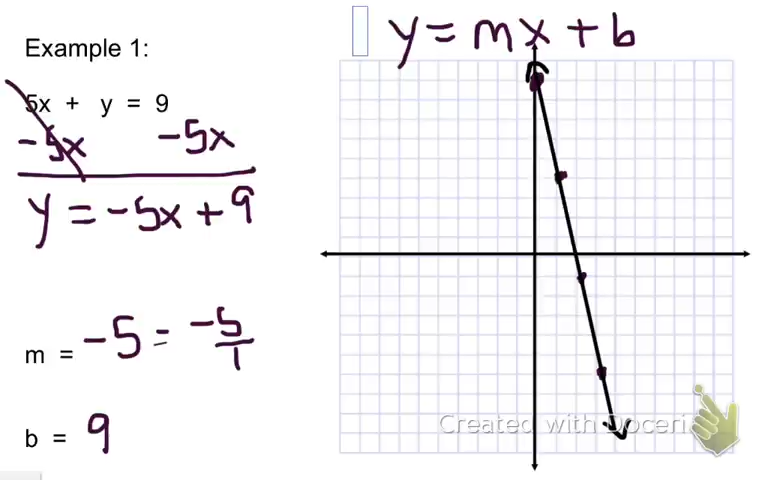 Example 1:
y = mx + b
5x + y = 9
-5x -5x
y = -5x + 9
m = -5 = -5/1
b = 9
Created with Doceri